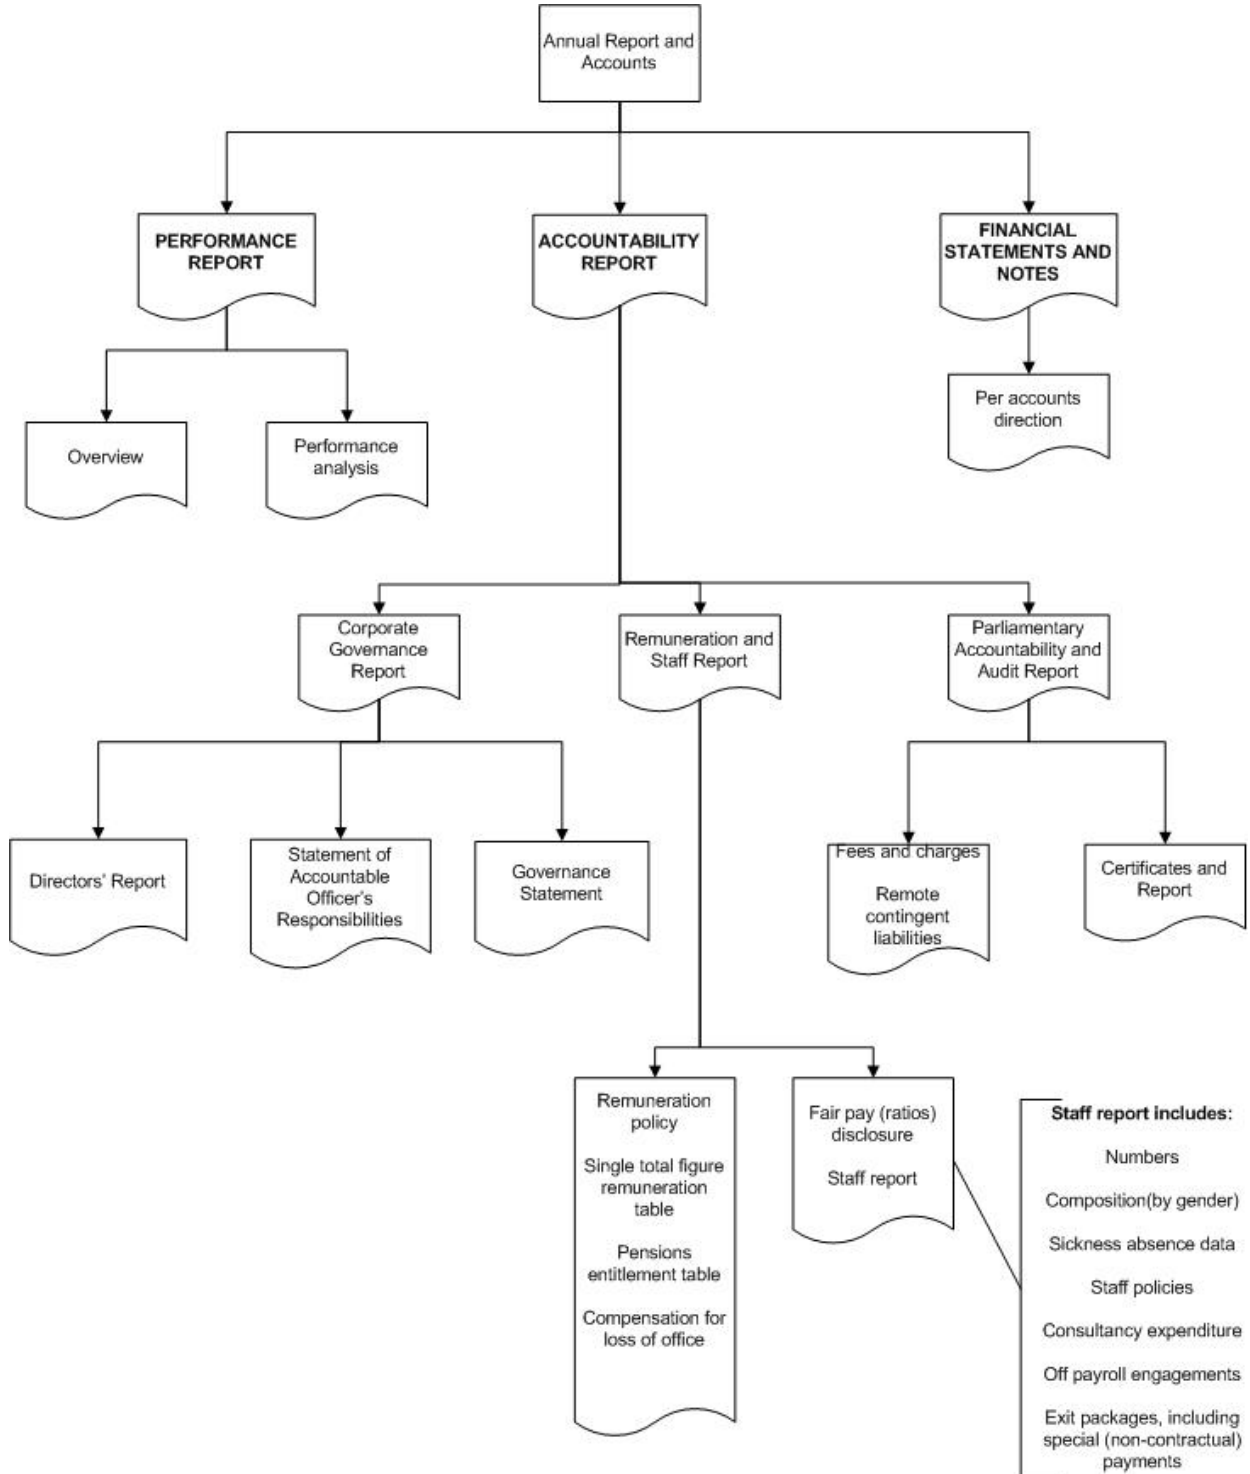 Annual Report and
Accounts
PERFORMANCE
REPORT
ACCOUNTABILITY
REPORT
FINANCIAL
STATEMENTS AND
NOTES
Overview
Performance
analysis
Per accounts
direction
Corporate
Governance
Report
Remuneration and
Staff Report
Parliamentary
Accountability and
Audit Report
Directors' Report
Statement of
Accountable
Officer's
Responsibilities
Governance
Statement
Fees and charges
Remote
contingent
liabilities
Certificates and
Report
Remuneration
policy
Single total figure
remuneration
table
Pensions
entitlement table
Compensation for
loss of office
Fair pay (ratios)
disclosure
Staff report
Staff report includes:
Numbers
Composition(by gender)
Sickness absence data
Staff policies
Consultancy expenditure
Off payroll engagements
Exit packages, including
special (non-contractual)
payments